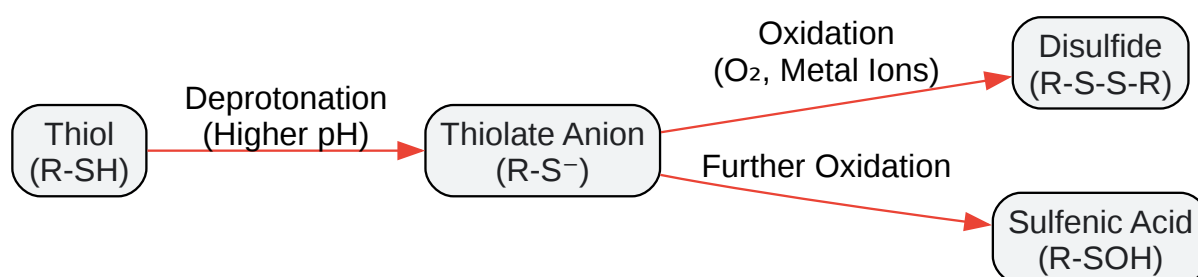 Thiol
(R-SH)
Deprotonation
(Higher pH)
Thiolate Anion
(R-S⁻)
Oxidation
(O₂, Metal Ions)
Disulfide
(R-S-S-R)
Further Oxidation
Sulfenic Acid
(R-SOH)